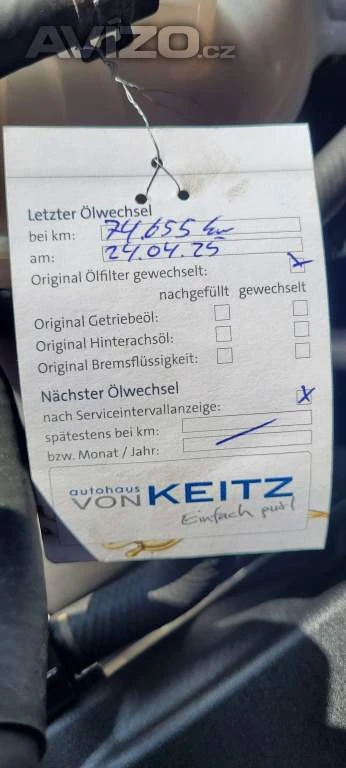 AVIZO.cz
Letzter Ölwechsel
bei km: 74.655 km
am: 24.04.25
Original Ölfilter gewechselt: x
nachgefüllt gewechselt
Original Getriebeöl:
Original Hinterachsöl:
Original Bremsflüssigkeit:
Nächster Ölwechsel
nach Serviceintervallanzeige: x
spätestens bei km:
bzw. Monat / Jahr:
autohaus
VON KEITZ
Einfach gut!